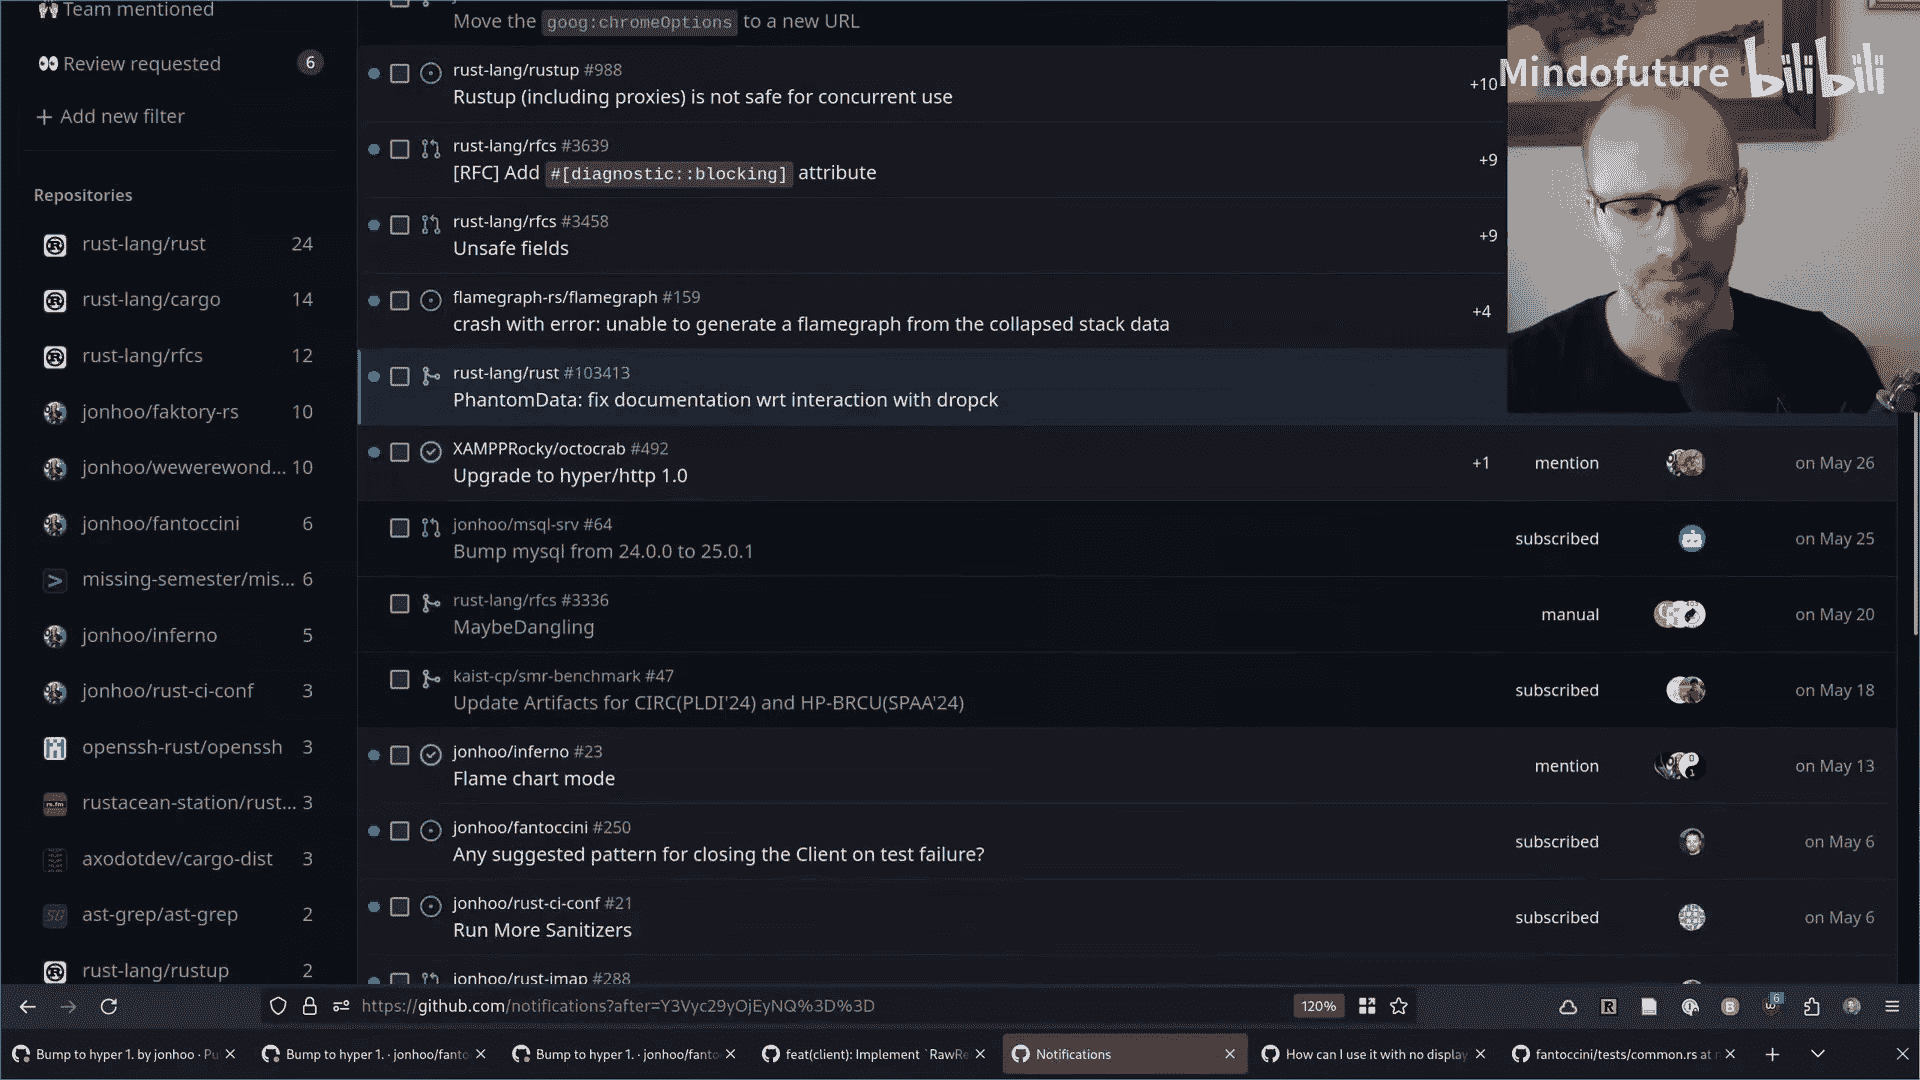 Team mentioned
Review requested 6
Add new filter
Repositories
rust-lang/rust 24
rust-lang/cargo 14
rust-lang/rfcs 12
jonhoo/faktory-rs 10
jonhoo/wewerewond... 10
jonhoo/fantoccini 6
missing-semester/mis... 6
jonhoo/inferno 5
jonhoo/rust-ci-conf 3
openssh-rust/openssh 3
rustacean-station/rust... 3
axodotdev/cargo-dist 3
ast-grep/ast-grep 2
rust-lang/rustup 2
Move the goog:chromeOptions to a new URL
rust-lang/rustup #988
Rustup (including proxies) is not safe for concurrent use
+10
rust-lang/rfcs #3639
[RFC] Add #[diagnostic::blocking] attribute
+9
rust-lang/rfcs #3458
Unsafe fields
+9
flamegraph-rs/flamegraph #159
crash with error: unable to generate a flamegraph from the collapsed stack data
+4
rust-lang/rust #103413
PhantomData: fix documentation wrt interaction with dropck
XAMPPRocky/octocrab #492
Upgrade to hyper/http 1.0
+1 mention on May 26
jonhoo/msql-srv #64
Bump mysql from 24.0.0 to 25.0.1
subscribed on May 25
rust-lang/rfcs #3336
MaybeDangling
manual on May 20
kaist-cp/smr-benchmark #47
Update Artifacts for CIRC(PLDI'24) and HP-BRCU(SPAA'24)
subscribed on May 18
jonhoo/inferno #23
Flame chart mode
mention on May 13
jonhoo/fantoccini #250
Any suggested pattern for closing the Client on test failure?
subscribed on May 6
jonhoo/rust-ci-conf #21
Run More Sanitizers
subscribed on May 6
jonhoo/rust-imap #288
Mindofuture bilibili
https://github.com/notifications?after=Y3Vyc29yOjEyNQ%3D%3D
120%
6
Bump to hyper 1. by jonhoo · Pu
Bump to hyper 1. · jonhoo/fanto
Bump to hyper 1. · jonhoo/fanto
feat(client): Implement `RawRe
Notifications
How can I use it with no display
fantoccini/tests/common.rs at